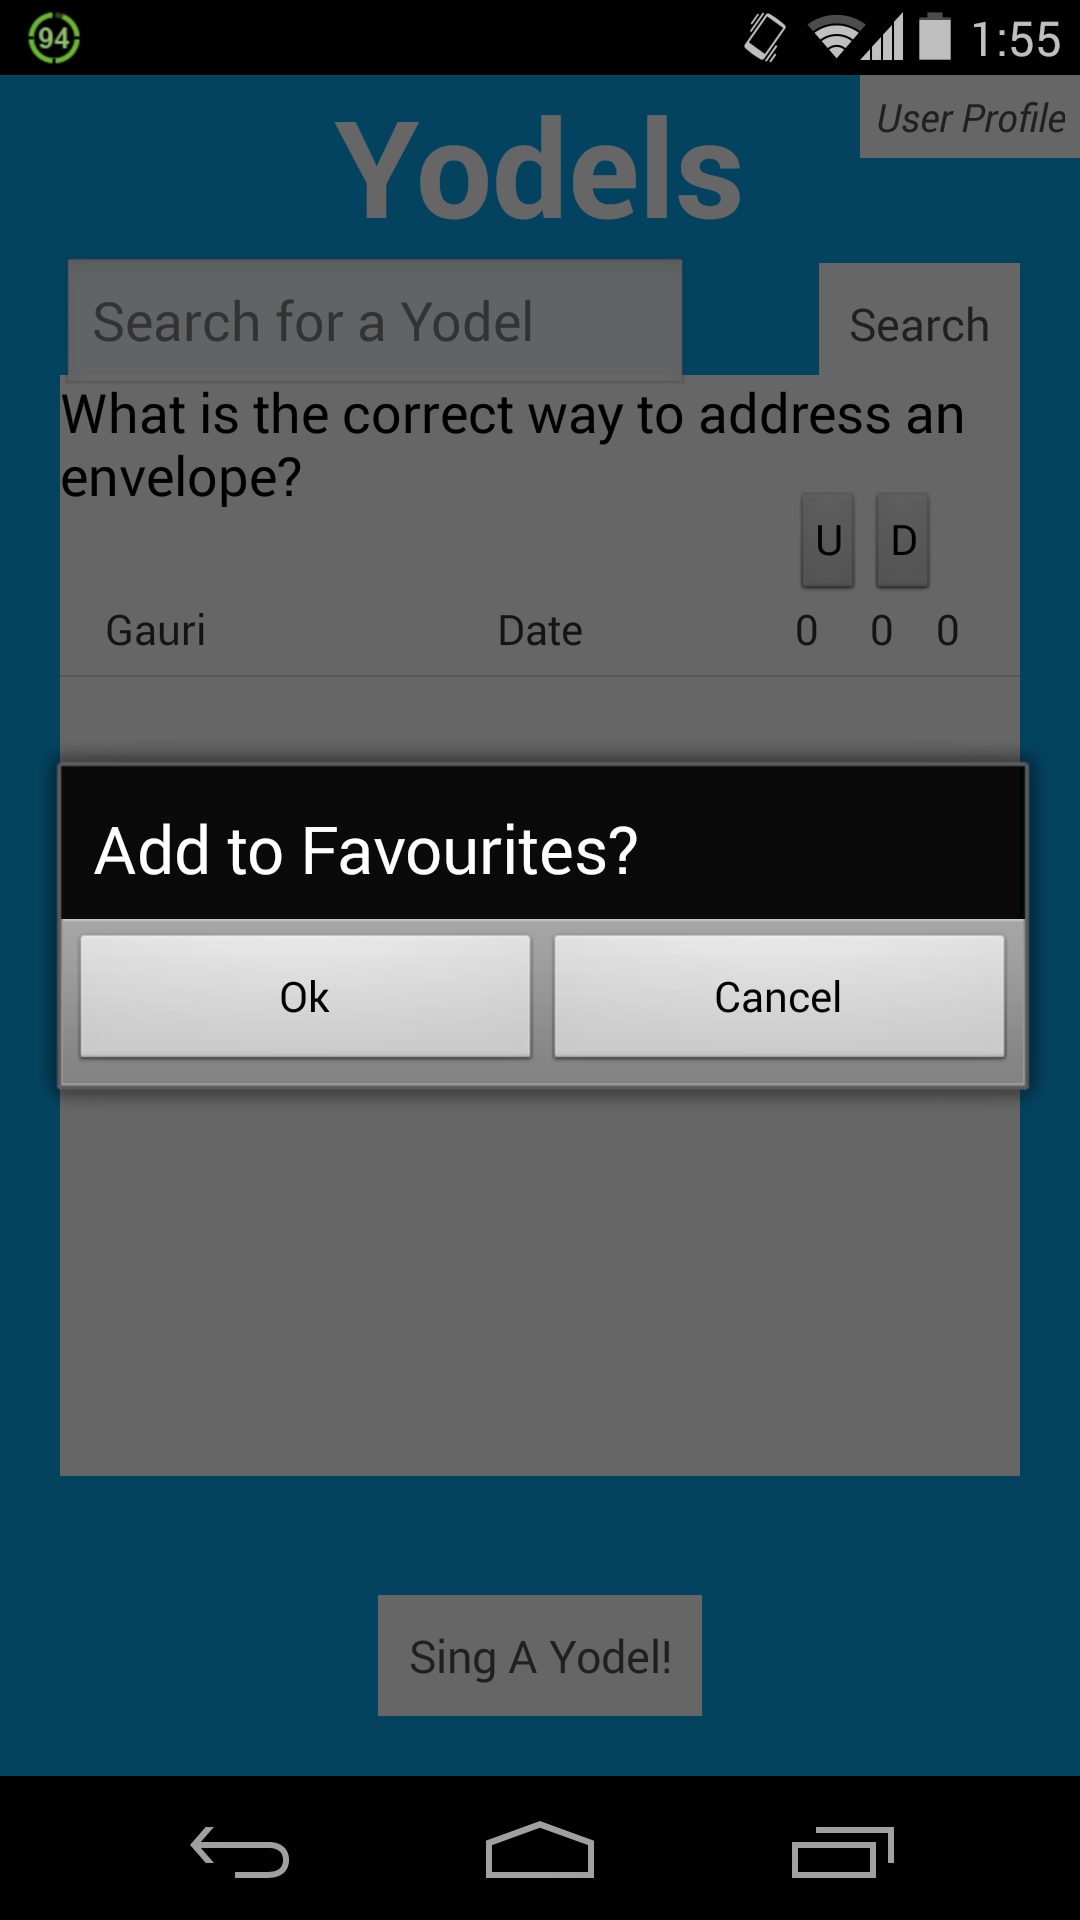 94
1:55
User Profile
Yodels
Search for a Yodel
Search
What is the correct way to address an
envelope?
U D
Gauri Date 0 0 0
Add to Favourites?
Ok Cancel
Sing A Yodel!